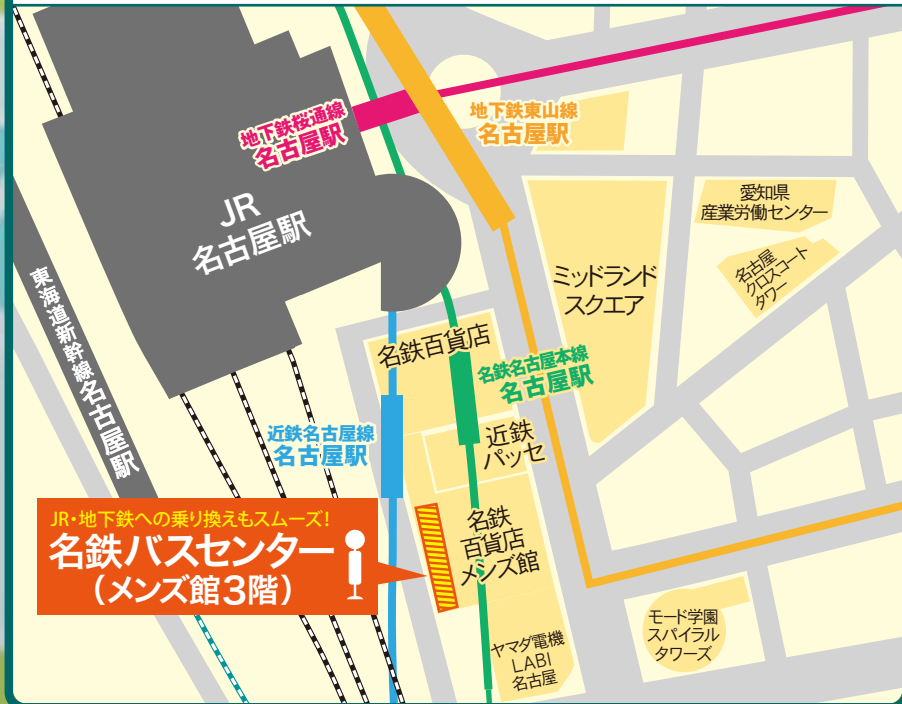 地下鉄桜通線
名古屋駅
地下鉄東山線
名古屋駅
JR
名古屋駅
愛知県
産業労働センター
名古屋
クロスコート
タワー
ミッドランド
スクエア
東海道新幹線名古屋駅
名鉄百貨店
名鉄名古屋本線
名古屋駅
近鉄名古屋線
名古屋駅
近鉄
パッセ
JR・地下鉄への乗り換えもスムーズ!
名鉄バスセンター
(メンズ館3階)
名鉄
百貨店
メンズ館
モード学園
スパイラル
タワーズ
ヤマダ電機
LABI
名古屋